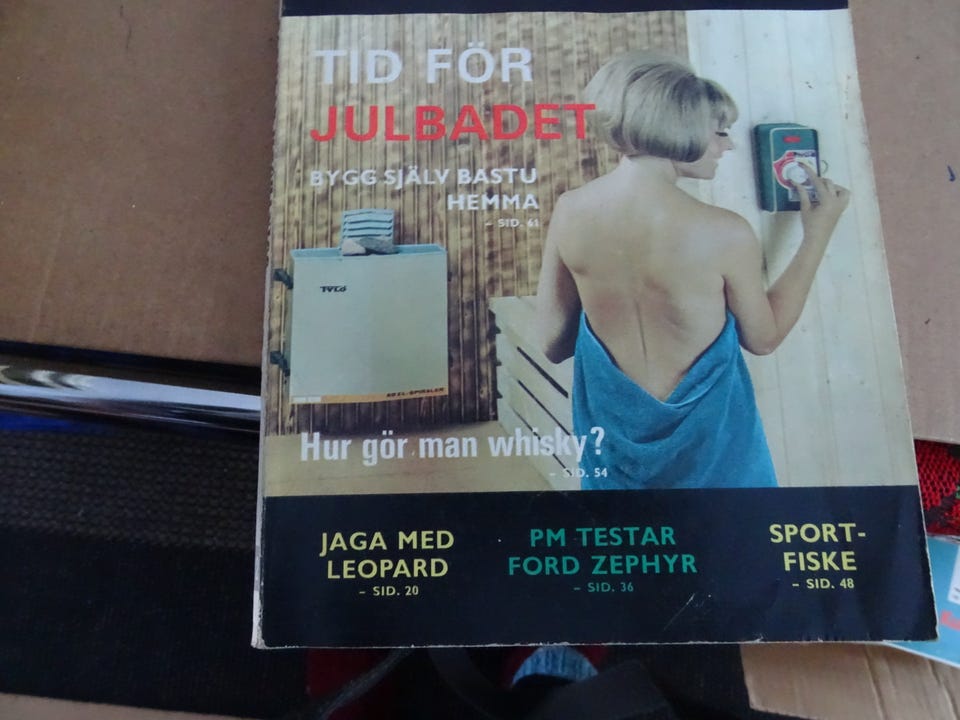 TID FÖR
JULBADET
BYGG SJÄLV BASTU
HEMMA
– SID. 61
TYLÖ
Hur gör man whisky?
– SID. 54
JAGA MED
LEOPARD
– SID. 20
PM TESTAR
FORD ZEPHYR
– SID. 36
SPORT-
FISKE
– SID. 48